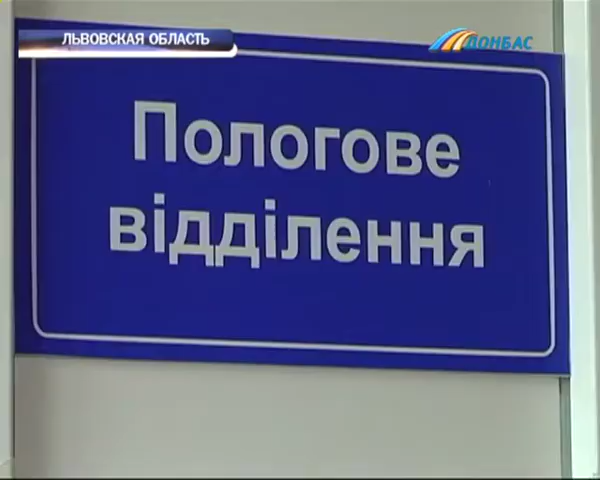 ЛЬВОВСКАЯ ОБЛАСТЬ
ДОНБАС
Пологове
відділення